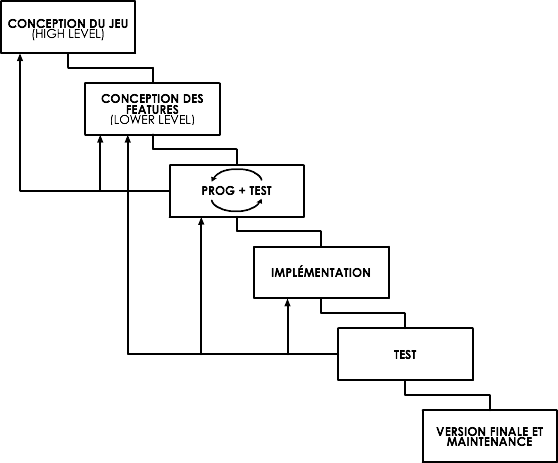 CONCEPTION DU JEU
(HIGH LEVEL)
CONCEPTION DES
FEATURES
(LOWER LEVEL)
PROG + TEST
IMPLÉMENTATION
TEST
VERSION FINALE ET
MAINTENANCE